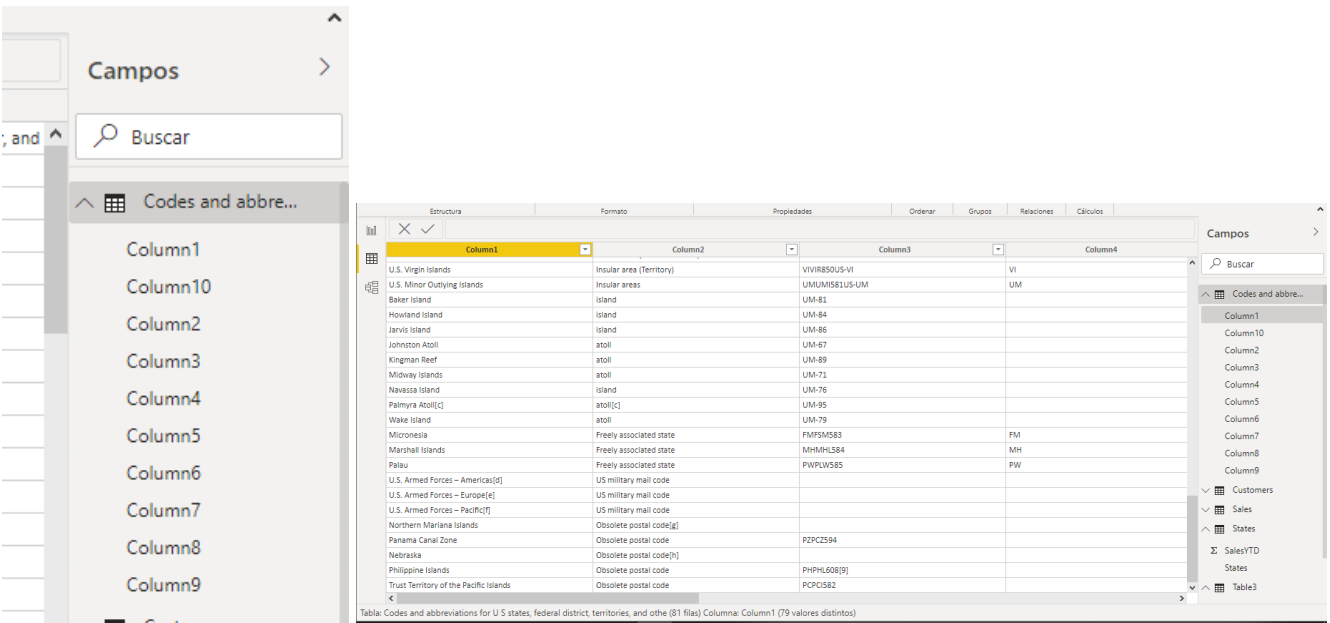 Campos
, and
Buscar
Codes and abbre...
Column1
Column10
Column2
Column3
Column4
Column5
Column6
Column7
Column8
Column9
Estructura Formato Propiedades Ordenar Grupos Relaciones Cálculos
Column1 Column2 Column3 Column4
U.S. Virgin Islands Insular area (Territory) VIVIR850US-VI VI
U.S. Minor Outlying Islands Insular areas UMUMI581US-UM UM
Baker Island island UM-81
Howland Island island UM-84
Jarvis Island island UM-86
Johnston Atoll atoll UM-67
Kingman Reef atoll UM-89
Midway Islands atoll UM-71
Navassa Island island UM-76
Palmyra Atoll[c] atoll[c] UM-95
Wake Island atoll UM-79
Micronesia Freely associated state FMFSM583 FM
Marshall Islands Freely associated state MHMHL584 MH
Palau Freely associated state PWPLW585 PW
U.S. Armed Forces – Americas[d] US military mail code
U.S. Armed Forces – Europe[e] US military mail code
U.S. Armed Forces – Pacific[f] US military mail code
Northern Mariana Islands Obsolete postal code[g]
Panama Canal Zone Obsolete postal code PZPCZ594
Nebraska Obsolete postal code[h]
Philippine Islands Obsolete postal code PHPHL608[9]
Trust Territory of the Pacific Islands Obsolete postal code PCPCI582
Tabla: Codes and abbreviations for U S states, federal district, territories, and othe (81 filas) Columna: Column1 (79 valores distintos)
Campos
Buscar
Codes and abbre...
Column1
Column10
Column2
Column3
Column4
Column5
Column6
Column7
Column8
Column9
Customers
Sales
States
Σ SalesYTD
States
Table3